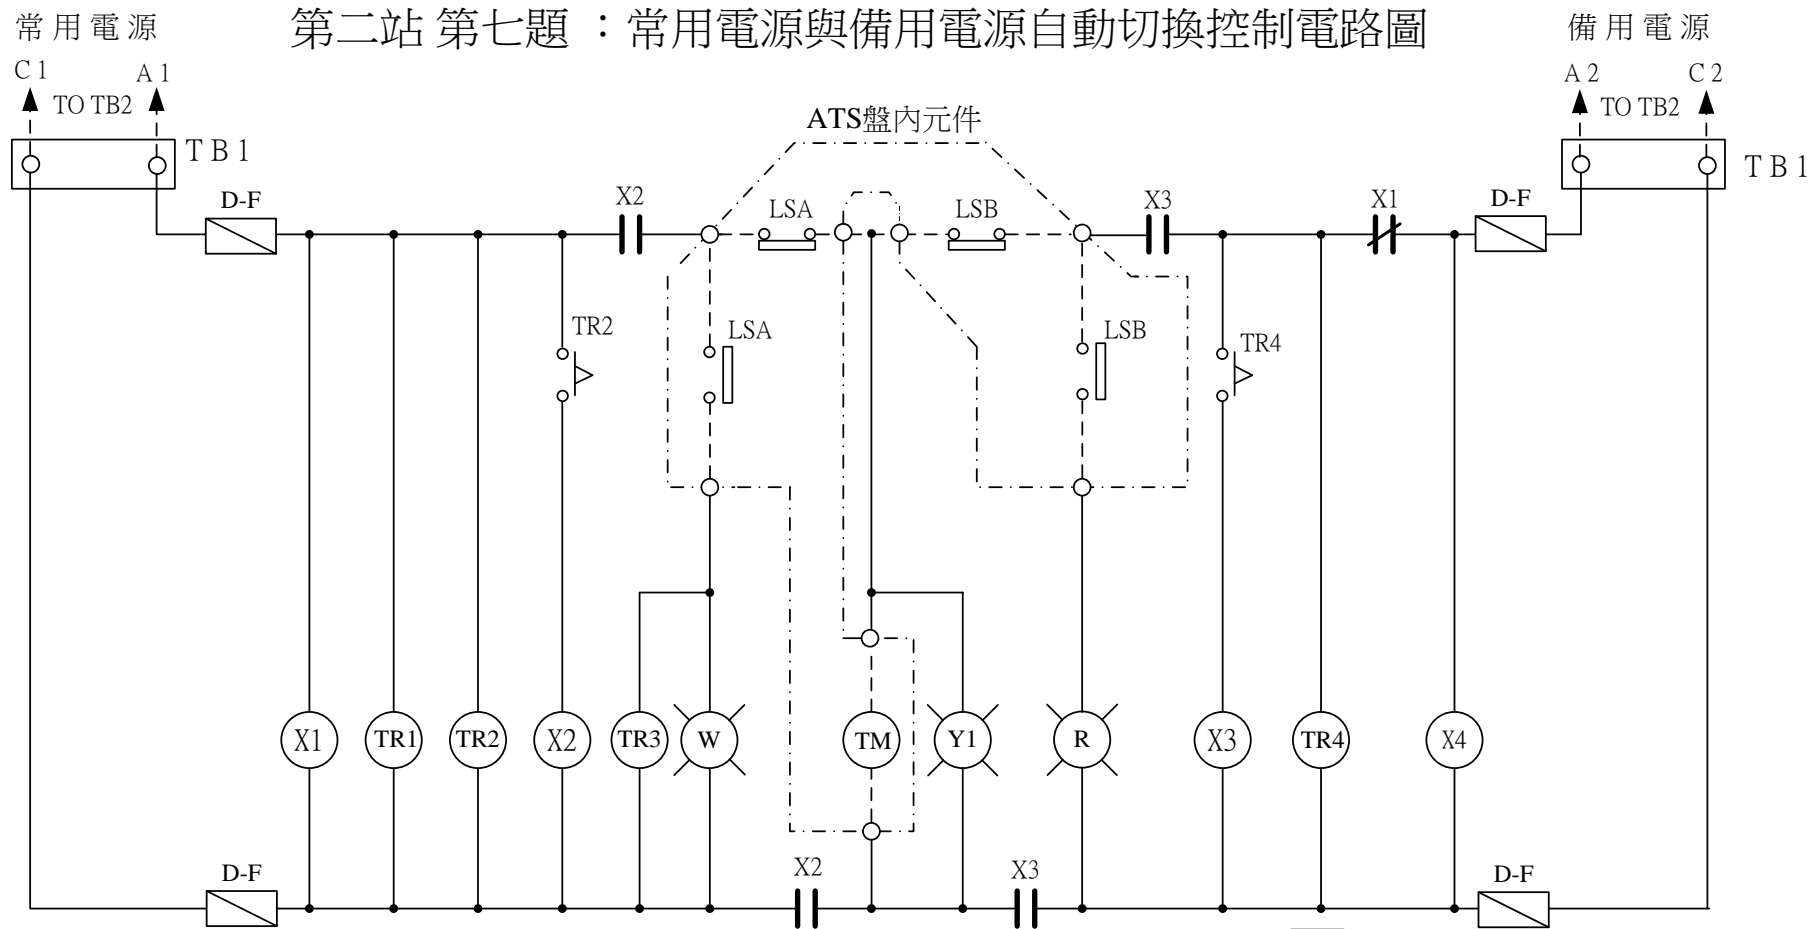 第二站 第七題 ：常用電源與備用電源自動切換控制電路圖
常用電源
備用電源
C1
A1
TO TB2
A2
C2
TO TB2
TB1
TB1
ATS盤內元件
D-F
X2
LSA
LSB
X3
X1
D-F
TR2
LSA
LSB
TR4
X1
TR1
TR2
X2
TR3
W
TM
Y1
R
X3
TR4
X4
D-F
X2
X3
D-F